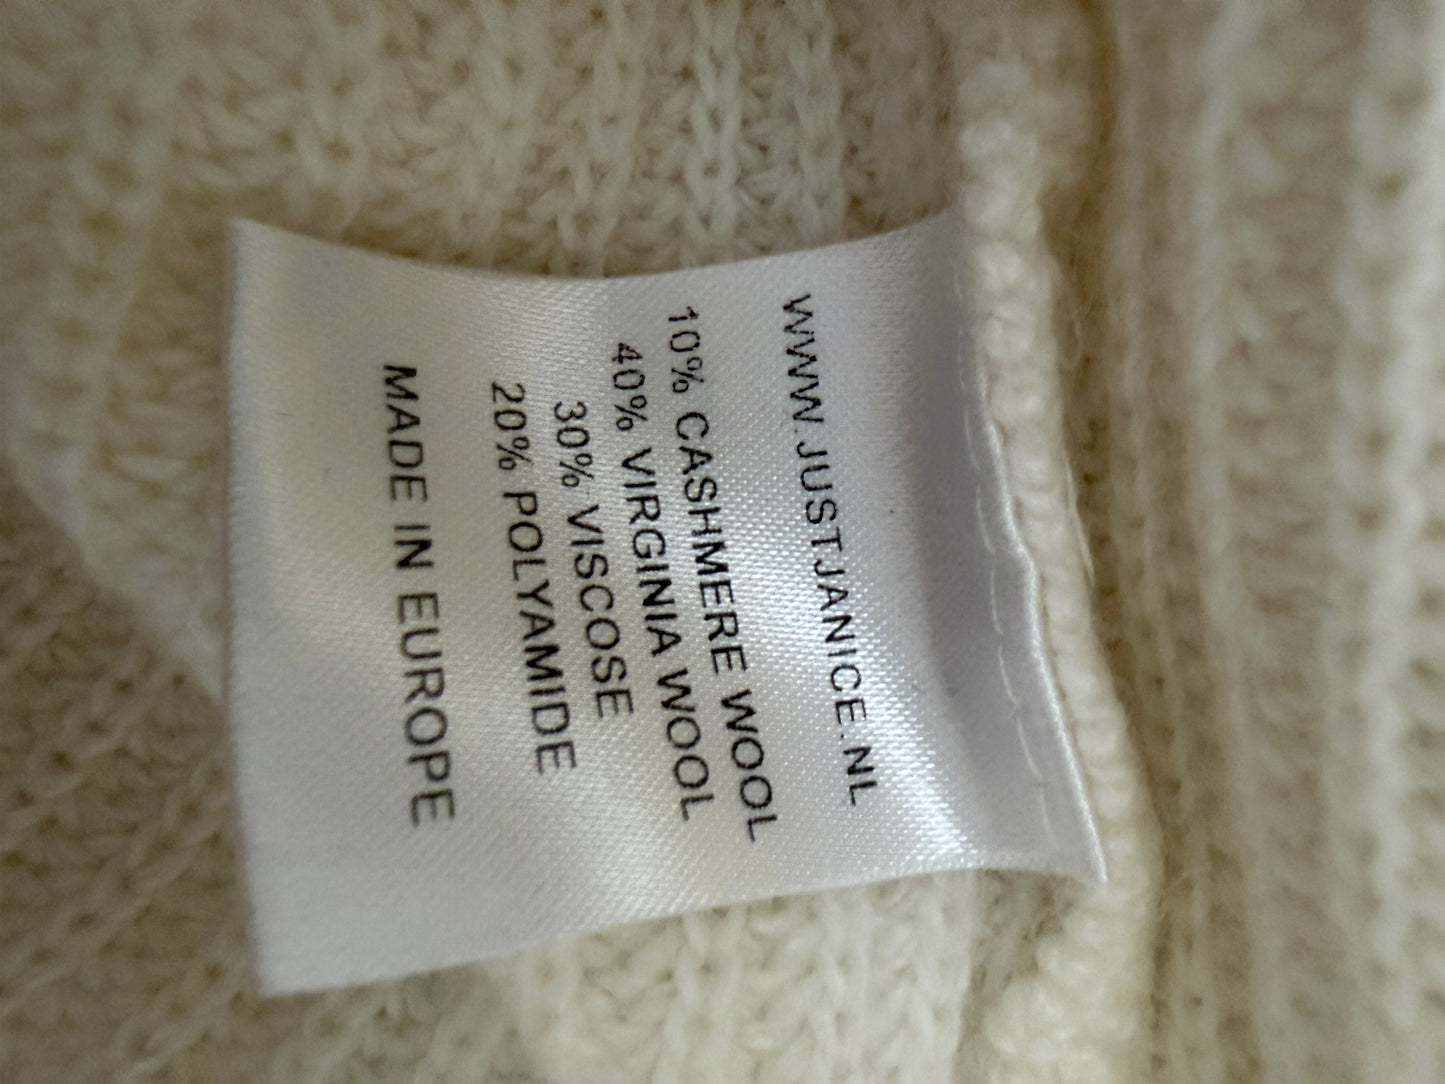 WWW.JUSTJANICE.NL
10% CASHMERE WOOL
40% VIRGINIA WOOL
30% VISCOSE
20% POLYAMIDE
MADE IN EUROPE